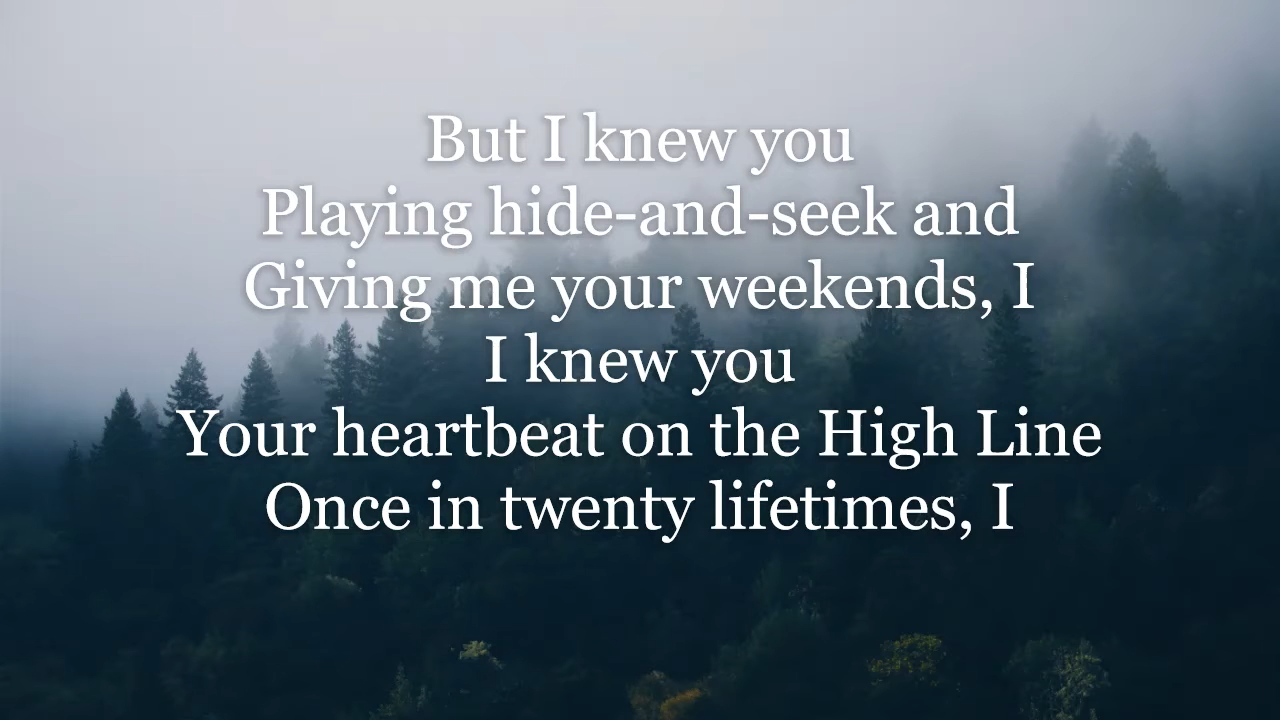 But I knew you
Playing hide-and-seek and
Giving me your weekends, I
I knew you
Your heartbeat on the High Line
Once in twenty lifetimes, I